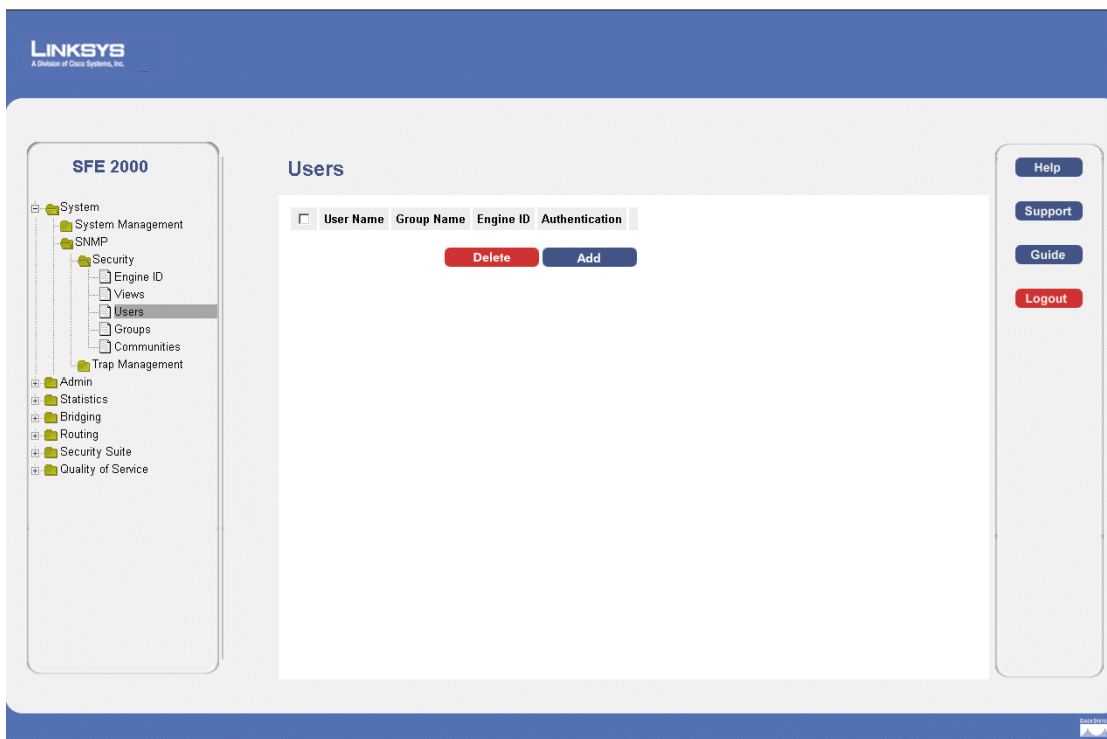 LINKSYS
A Division of Cisco Systems, Inc.
SFE 2000
System
System Management
SNMP
Security
Engine ID
Views
Users
Groups
Communities
Trap Management
Admin
Statistics
Bridging
Routing
Security Suite
Quality of Service
Users
User Name Group Name Engine ID Authentication
Delete Add
Help
Support
Guide
Logout